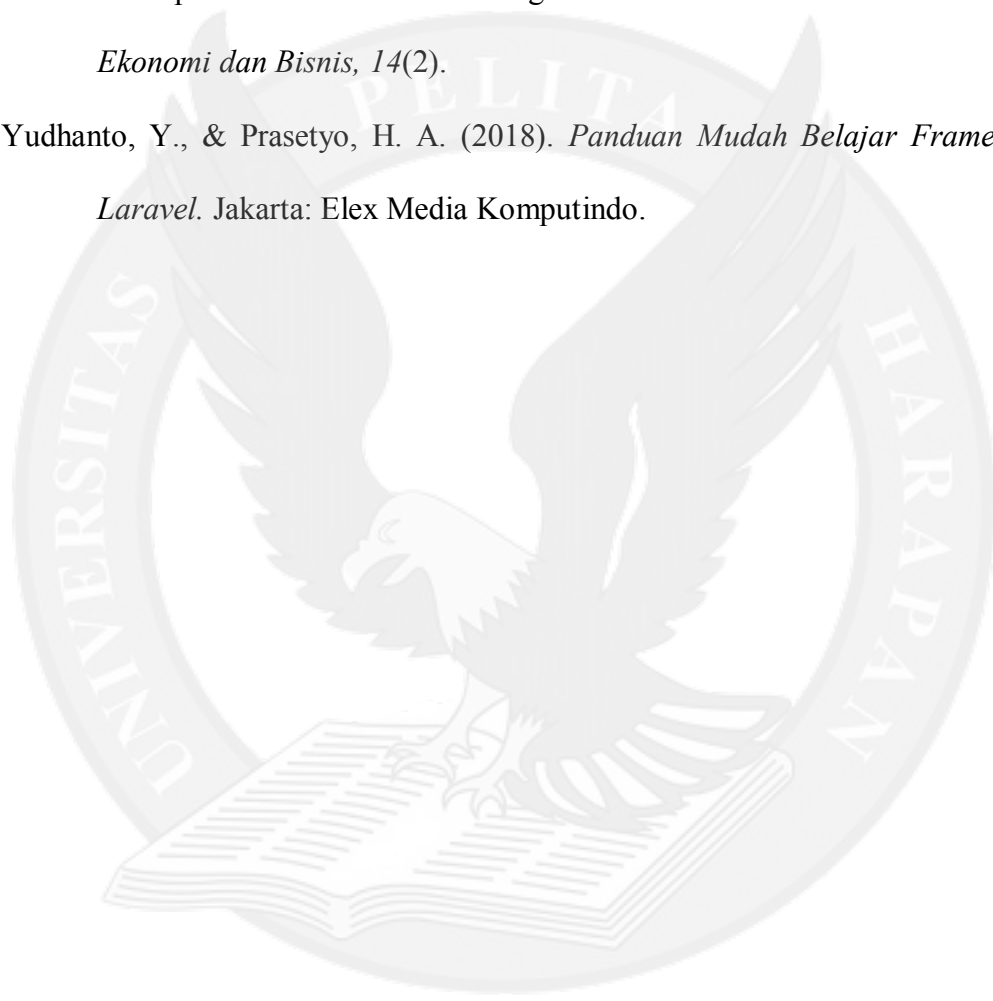 Ekonomi dan Bisnis, 14(2).
Yudhanto, Y., & Prasetyo, H. A. (2018). Panduan Mudah Belajar Frame
Laravel. Jakarta: Elex Media Komputindo.
UNIVERSITAS PELITA HARAPAN